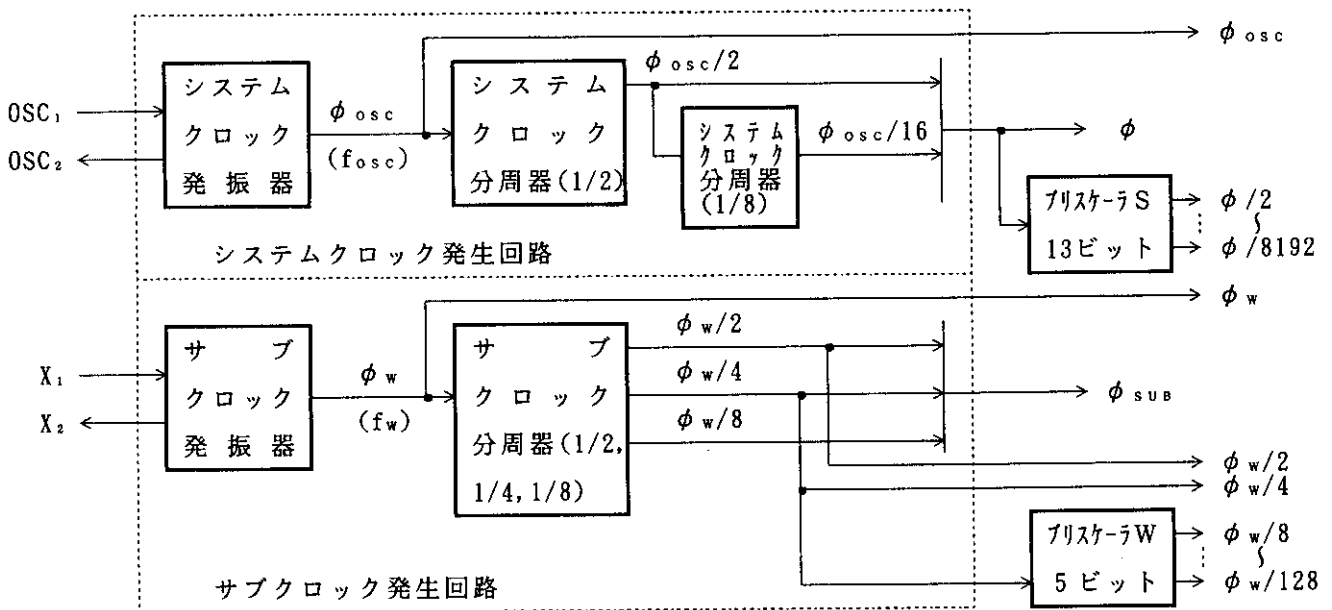 OSC₁
OSC₂
システム
クロック
発振器
φosc
(fosc)
システム
クロック
分周器(1/2)
φosc/2
システム
クロック
分周器
(1/8)
φosc/16
φosc
φ
プリスケーラS
13ビット
φ/2
~
φ/8192
システムクロック発生回路
X₁
X₂
サブ
クロック
発振器
φw
(fw)
サブ
クロック
分周器(1/2,
1/4,1/8)
φw/2
φw/4
φw/8
φw
φSUB
φw/2
φw/4
プリスケーラW
5ビット
φw/8
~
φw/128
サブクロック発生回路